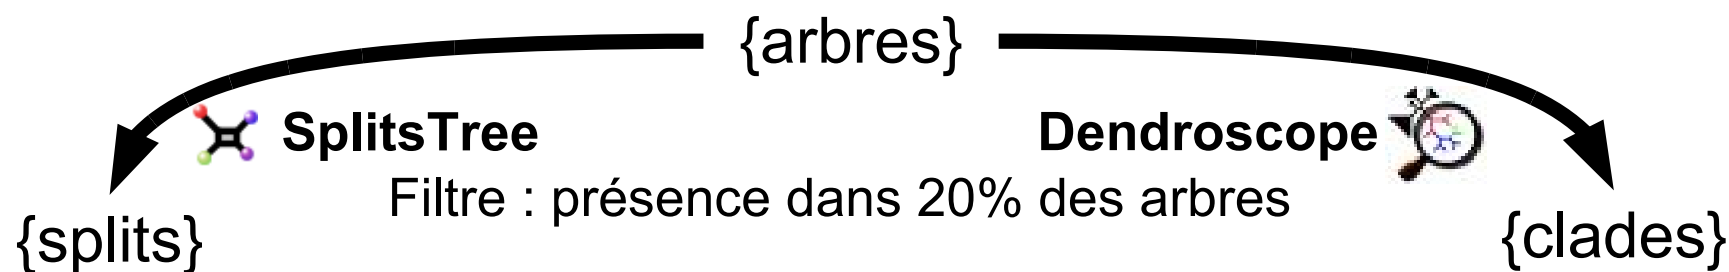 {arbres}
SplitsTree
Dendroscope
Filtre : présence dans 20% des arbres
{splits}
{clades}